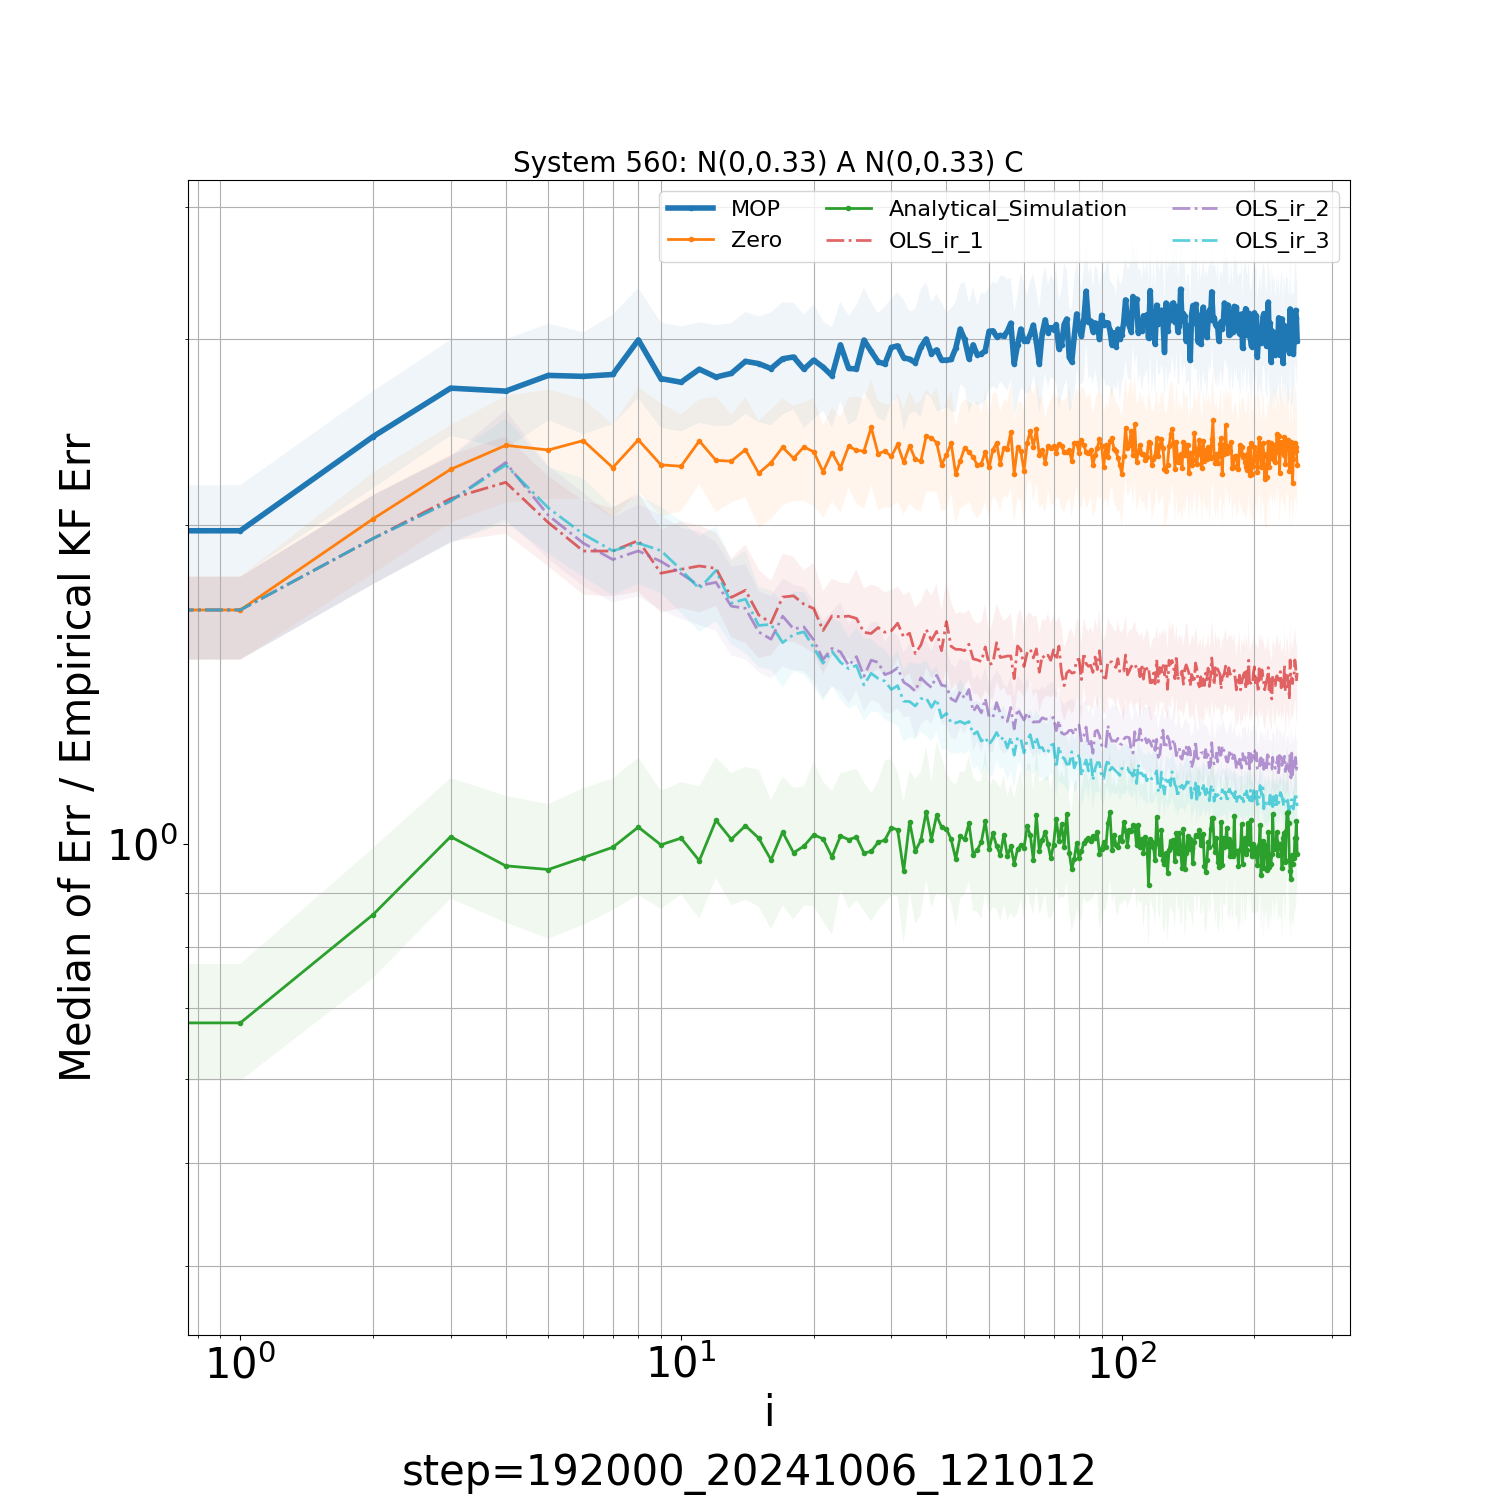 System 560: N(0,0.33) A N(0,0.33) C
MOP
Zero
Analytical_Simulation
OLS_ir_1
OLS_ir_2
OLS_ir_3
Median of Err / Empirical KF Err
10⁰
10⁰ 10¹ 10²
i
step=192000_20241006_121012